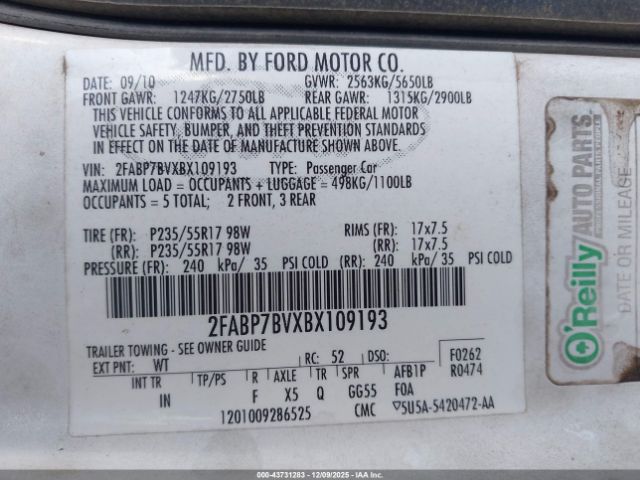 MFD. BY FORD MOTOR CO.
DATE: 09/10 GVWR: 2563KG/5650LB
FRONT GAWR: 1247KG/2750LB REAR GAWR: 1315KG/2900LB
THIS VEHICLE CONFORMS TO ALL APPLICABLE FEDERAL MOTOR
VEHICLE SAFETY, BUMPER, AND THEFT PREVENTION STANDARDS
IN EFFECT ON THE DATE OF MANUFACTURE SHOWN ABOVE.
VIN: 2FABP7BVXBX109193 TYPE: Passenger Car
MAXIMUM LOAD = OCCUPANTS + LUGGAGE = 498KG/1100LB
OCCUPANTS = 5 TOTAL; 2 FRONT, 3 REAR
TIRE (FR): P235/55R17 98W RIMS (FR): 17x7.5
(RR): P235/55R17 98W (RR): 17x7.5
PRESSURE (FR): 240 kPa/ 35 PSI COLD (RR): 240 kPa/ 35 PSI COLD
2FABP7BVXBX109193
TRAILER TOWING - SEE OWNER GUIDE
EXT PNT: WT RC: 52 DSO: F0262
INT TR TP/PS R AXLE TR SPR AFB1P R0474
IN F X5 Q GG55 FOA
1201009286525 CMC ▽5U5A-5420472-AA
O'Reilly AUTO PARTS
IAA - 43731283 - 12/09/2025 - IAAI.COM